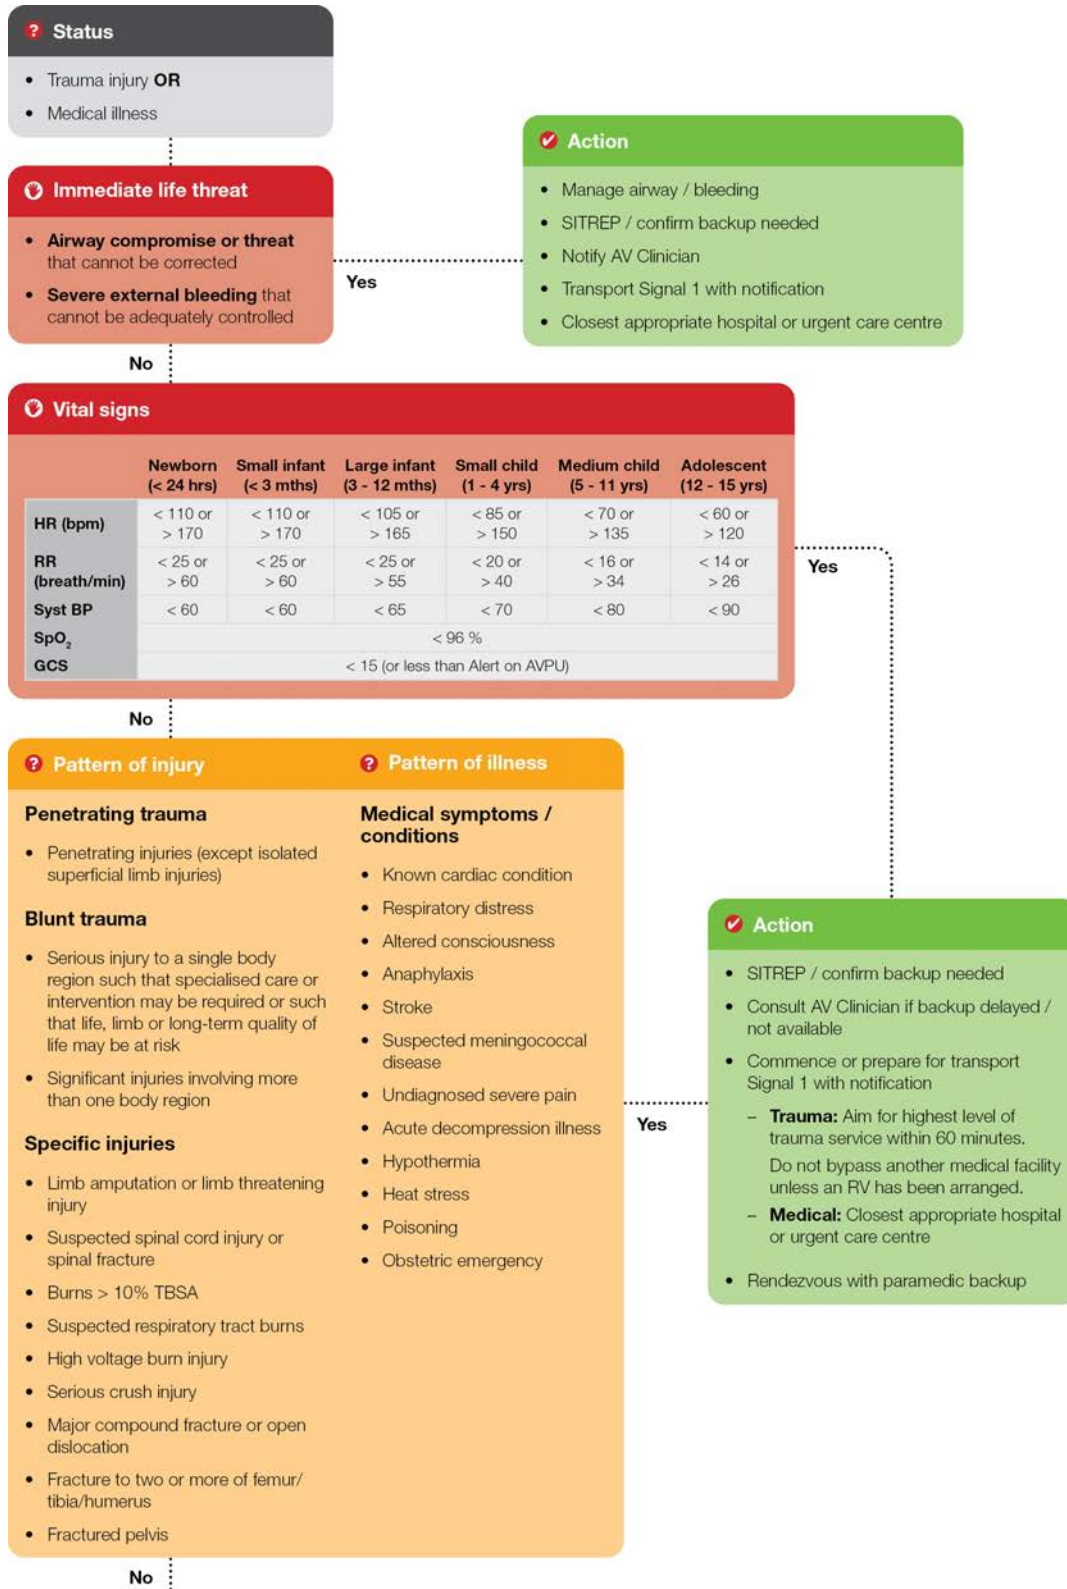 Status
• Trauma injury OR
• Medical illness
Immediate life threat
• Airway compromise or threat
that cannot be corrected
• Severe external bleeding that
cannot be adequately controlled
Yes
Action
• Manage airway / bleeding
• SITREP / confirm backup needed
• Notify AV Clinician
• Transport Signal 1 with notification
• Closest appropriate hospital or urgent care centre
No
Vital signs
Newborn Small infant Large infant Small child Medium child Adolescent
(< 24 hrs) (< 3 mths) (3 - 12 mths) (1 - 4 yrs) (5 - 11 yrs) (12 - 15 yrs)
HR (bpm) < 110 or > 170 < 110 or > 170 < 105 or > 165 < 85 or > 150 < 70 or > 135 < 60 or > 120
RR (breath/min) < 25 or > 60 < 25 or > 60 < 25 or > 55 < 20 or > 40 < 16 or > 34 < 14 or > 26
Syst BP < 60 < 60 < 65 < 70 < 80 < 90
SpO₂ < 96 %
GCS < 15 (or less than Alert on AVPU)
Yes
No
Pattern of injury
Penetrating trauma
• Penetrating injuries (except isolated
superficial limb injuries)
Blunt trauma
• Serious injury to a single body
region such that specialised care or
intervention may be required or such
that life, limb or long-term quality of
life may be at risk
• Significant injuries involving more
than one body region
Specific injuries
• Limb amputation or limb threatening
injury
• Suspected spinal cord injury or
spinal fracture
• Burns > 10% TBSA
• Suspected respiratory tract burns
• High voltage burn injury
• Serious crush injury
• Major compound fracture or open
dislocation
• Fracture to two or more of femur/
tibia/humerus
• Fractured pelvis
Pattern of illness
Medical symptoms /
conditions
• Known cardiac condition
• Respiratory distress
• Altered consciousness
• Anaphylaxis
• Stroke
• Suspected meningococcal
disease
• Undiagnosed severe pain
• Acute decompression illness
• Hypothermia
• Heat stress
• Poisoning
• Obstetric emergency
Yes
Action
• SITREP / confirm backup needed
• Consult AV Clinician if backup delayed /
not available
• Commence or prepare for transport
Signal 1 with notification
– Trauma: Aim for highest level of
trauma service within 60 minutes.
Do not bypass another medical facility
unless an RV has been arranged.
– Medical: Closest appropriate hospital
or urgent care centre
• Rendezvous with paramedic backup
No